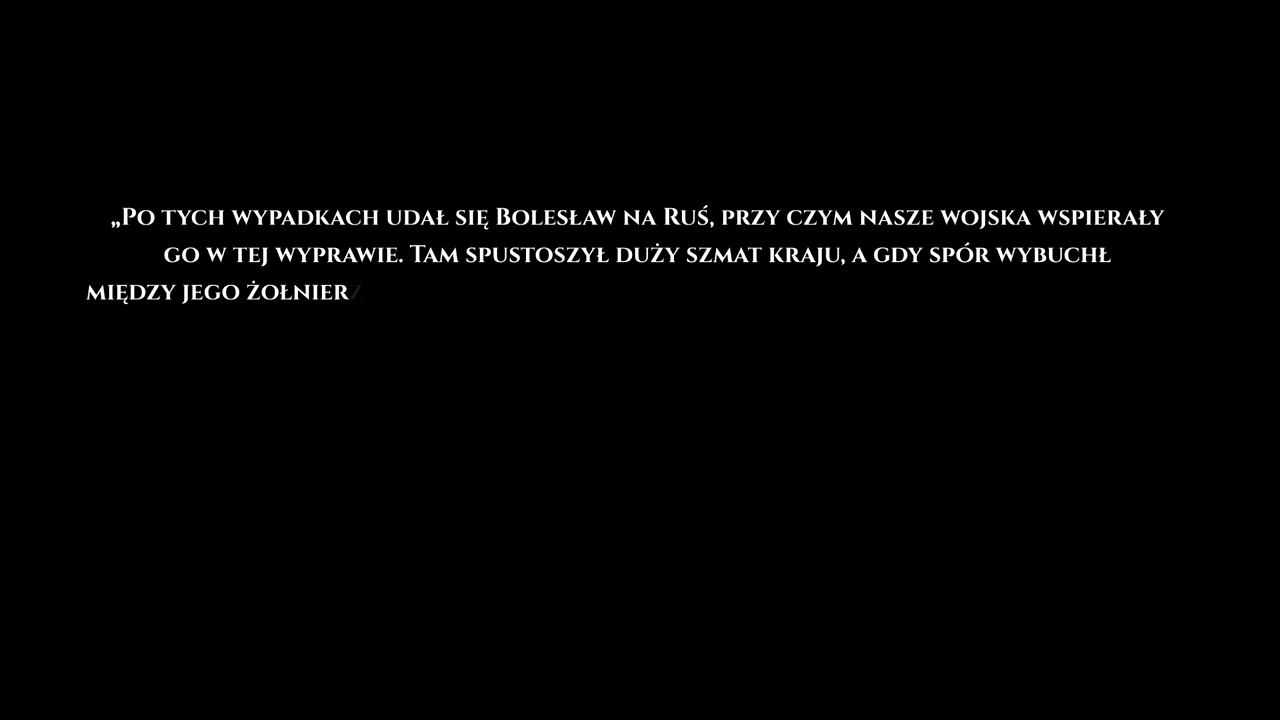 „Po tych wypadkach udał się Bolesław na Ruś, przy czym nasze wojska wspierały
go w tej wyprawie. Tam spustoszył duży szmat kraju, a gdy spór wybuchł
między jego żołnierz